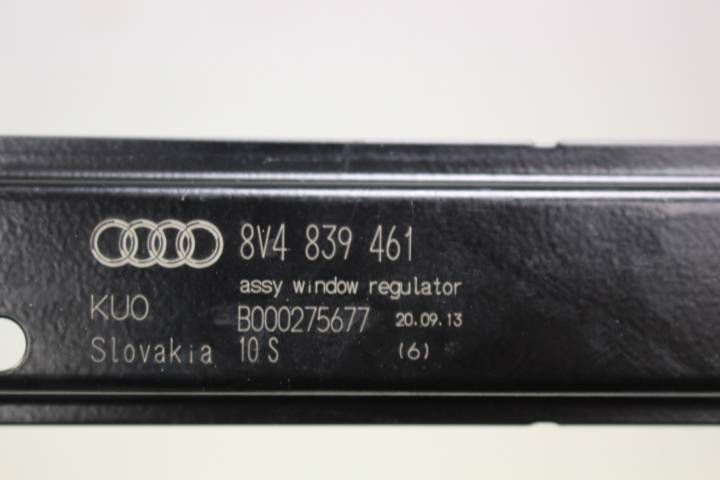 8V4 839 461
assy window regulator
KUO B000275677 20.09.13
Slovakia 10 S (6)